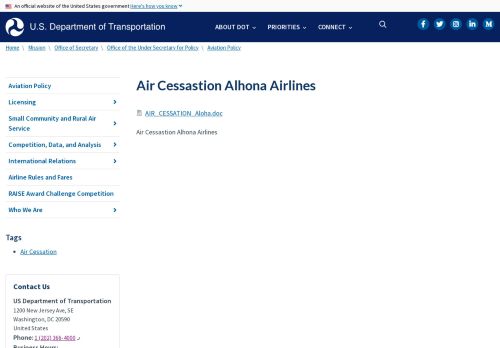 An official website of the United States government Here's how you know
U.S. Department of Transportation
ABOUT DOT
PRIORITIES
CONNECT
Home \ Mission \ Office of Secretary \ Office of the Under Secretary for Policy \ Aviation Policy
Aviation Policy
Licensing
Small Community and Rural Air
Service
Competition, Data, and Analysis
International Relations
Airline Rules and Fares
RAISE Award Challenge Competition
Who We Are
Tags
Air Cessation
Contact Us
US Department of Transportation
1200 New Jersey Ave, SE
Washington, DC 20590
United States
Phone: 1 (202) 366-4000
Business Hours:
Air Cessastion Alhona Airlines
AIR_CESSATION_Aloha.doc
Air Cessastion Alhona Airlines